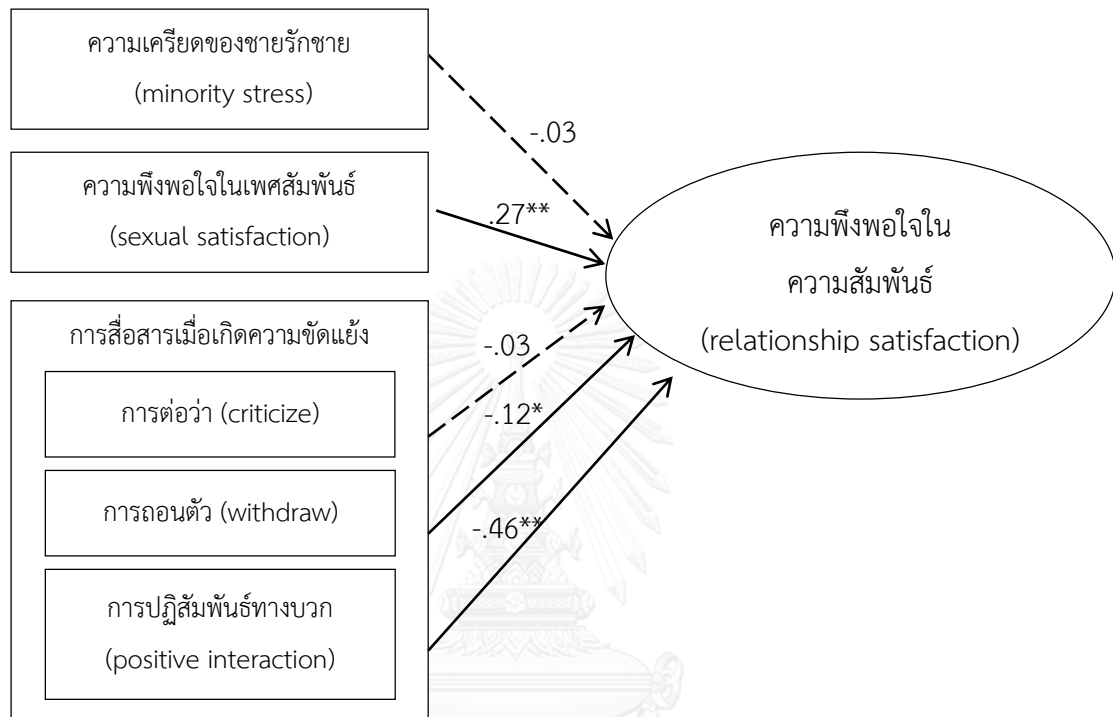 ความเครียดของชายรักชาย
(minority stress)
-.03
ความพึงพอใจในเพศสัมพันธ์
(sexual satisfaction)
.27**
ความพึงพอใจใน
ความสัมพันธ์
(relationship satisfaction)
การสื่อสารเมื่อเกิดความขัดแย้ง
-.03
การต่อว่า (criticize)
-.12*
การถอนตัว (withdraw)
-.46**
การปฏิสัมพันธ์ทางบวก
(positive interaction)